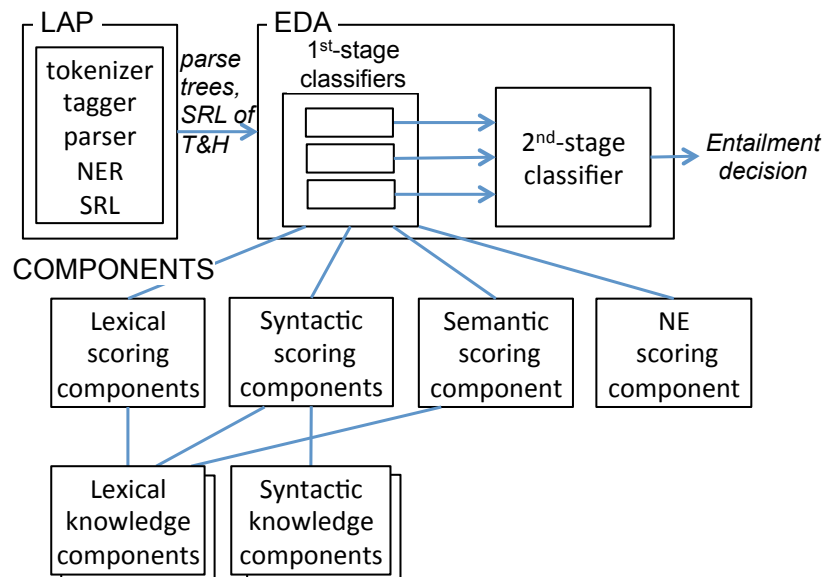 LAP
tokenizer
tagger
parser
NER
SRL
parse
trees,
SRL of
T&H
EDA
1st-stage
classifiers
2nd-stage
classifier
Entailment
decision
COMPONENTS
Lexical
scoring
components
Syntactic
scoring
components
Semantic
scoring
component
NE
scoring
component
Lexical
knowledge
components
Syntactic
knowledge
components